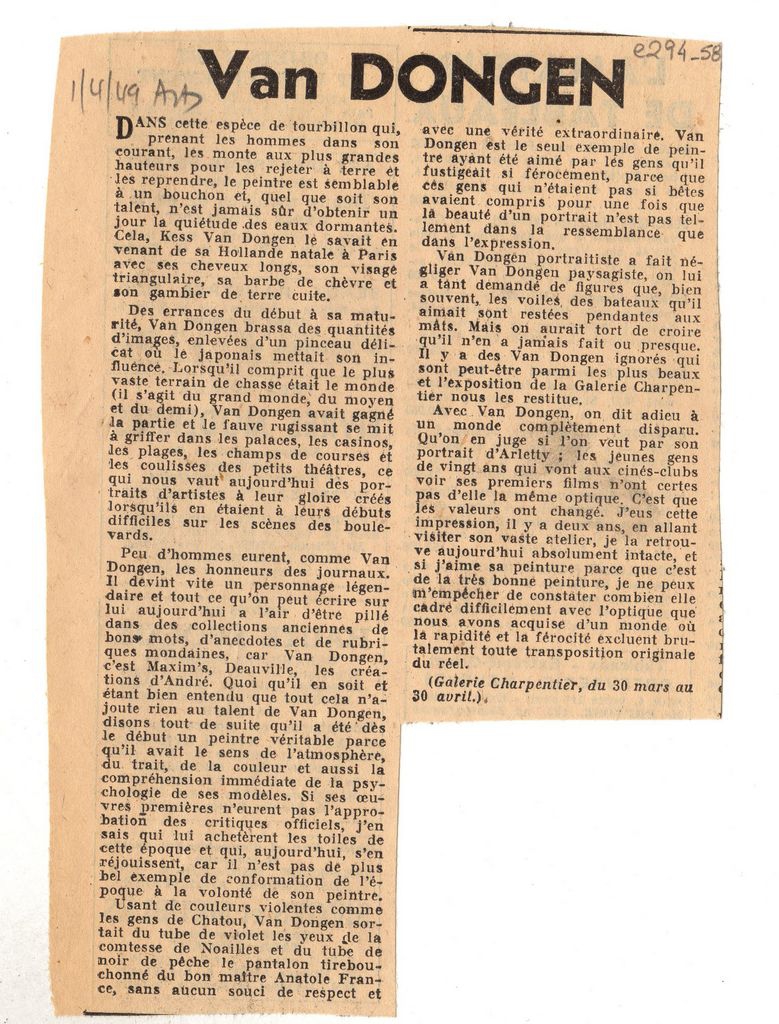 e294_58
1/4/49 Arts
Van DONGEN
DANS cette espèce de tourbillon qui,
prenant les hommes dans son
courant, les monte aux plus grandes
hauteurs pour les rejeter à terre et
les reprendre, le peintre est semblable
à un bouchon et, quel que soit son
talent, n'est jamais sûr d'obtenir un
jour la quiétude des eaux dormantes.
Cela, Kess Van Dongen le savait en
venant de sa Hollande natale à Paris
avec ses cheveux longs, son visage
triangulaire, sa barbe de chèvre et
son gambier de terre cuite.
Des errances du début à sa matu-
rité, Van Dongen brassa des quantités
d'images, enlevées d'un pinceau déli-
cat où le japonais mettait son in-
fluence. Lorsqu'il comprit que le plus
vaste terrain de chasse était le monde
(il s'agit du grand monde, du moyen
et du demi), Van Dongen avait gagné
la partie et le fauve rugissant se mit
à griffer dans les palaces, les casinos,
les plages, les champs de courses et
les coulisses des petits théâtres, ce
qui nous vaut aujourd'hui des por-
traits d'artistes à leur gloire créés
lorsqu'ils en étaient à leurs débuts
difficiles sur les scènes des boule-
vards.
Peu d'hommes eurent, comme Van
Dongen, les honneurs des journaux.
Il devint vite un personnage légen-
daire et tout ce qu'on peut écrire sur
lui aujourd'hui a l'air d'être pillé
dans des collections anciennes de
bons mots, d'anecdotes et de rubri-
ques mondaines, car Van Dongen,
c'est Maxim's, Deauville, les créa-
tions d'André. Quoi qu'il en soit et
étant bien entendu que tout cela n'a-
joute rien au talent de Van Dongen,
disons tout de suite qu'il a été dès
le début un peintre véritable parce
qu'il avait le sens de l'atmosphère,
du trait, de la couleur et aussi la
compréhension immédiate de la psy-
chologie de ses modèles. Si ses œu-
vres premières n'eurent pas l'appro-
bation des critiques officiels, j'en
sais qui lui achetèrent les toiles de
cette époque et qui, aujourd'hui, s'en
réjouissent, car il n'est pas de plus
bel exemple de conformation de l'é-
poque à la volonté de son peintre.
Usant de couleurs violentes comme
les gens de Chatou, Van Dongen sor-
tait du tube de violet les yeux de la
comtesse de Noailles et du tube de
noir de pêche le pantalon tirebou-
chonné du bon maître Anatole Fran-
ce, sans aucun souci de respect et
avec une vérité extraordinaire. Van
Dongen est le seul exemple de pein-
tre ayant été aimé par les gens qu'il
fustigeait si férocement, parce que
ces gens qui n'étaient pas si bêtes
avaient compris pour une fois que
la beauté d'un portrait n'est pas tel-
lement dans la ressemblance que
dans l'expression.
Van Dongen portraitiste a fait né-
gliger Van Dongen paysagiste, on lui
a tant demandé de figures que, bien
souvent, les voiles des bateaux qu'il
aimait sont restées pendantes aux
mâts. Mais on aurait tort de croire
qu'il n'en a jamais fait ou presque.
Il y a des Van Dongen ignorés qui
sont peut-être parmi les plus beaux
et l'exposition de la Galerie Charpen-
tier nous les restitue.
Avec Van Dongen, on dit adieu à
un monde complètement disparu.
Qu'on en juge si l'on veut par son
portrait d'Arletty ; les jeunes gens
de vingt ans qui vont aux cinés-clubs
voir ses premiers films n'ont certes
pas d'elle la même optique. C'est que
les valeurs ont changé. J'eus cette
impression, il y a deux ans, en allant
visiter son vaste atelier, je la retrou-
ve aujourd'hui absolument intacte, et
si j'aime sa peinture parce que c'est
de la très bonne peinture, je ne peux
m'empêcher de constater combien elle
cadre difficilement avec l'optique que
nous avons acquise d'un monde où
la rapidité et la férocité excluent bru-
talement toute transposition originale
du réel.
(Galerie Charpentier, du 30 mars au
30 avril.).